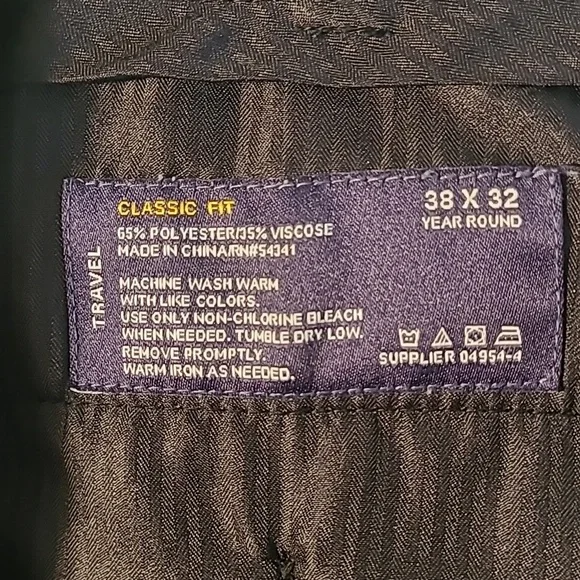 TRAVEL
CLASSIC FIT
65% POLYESTER/35% VISCOSE
MADE IN CHINA/RN#54341
MACHINE WASH WARM
WITH LIKE COLORS.
USE ONLY NON-CHLORINE BLEACH
WHEN NEEDED. TUMBLE DRY LOW.
REMOVE PROMPTLY.
WARM IRON AS NEEDED.
38 X 32
YEAR ROUND
SUPPLIER 04954-4